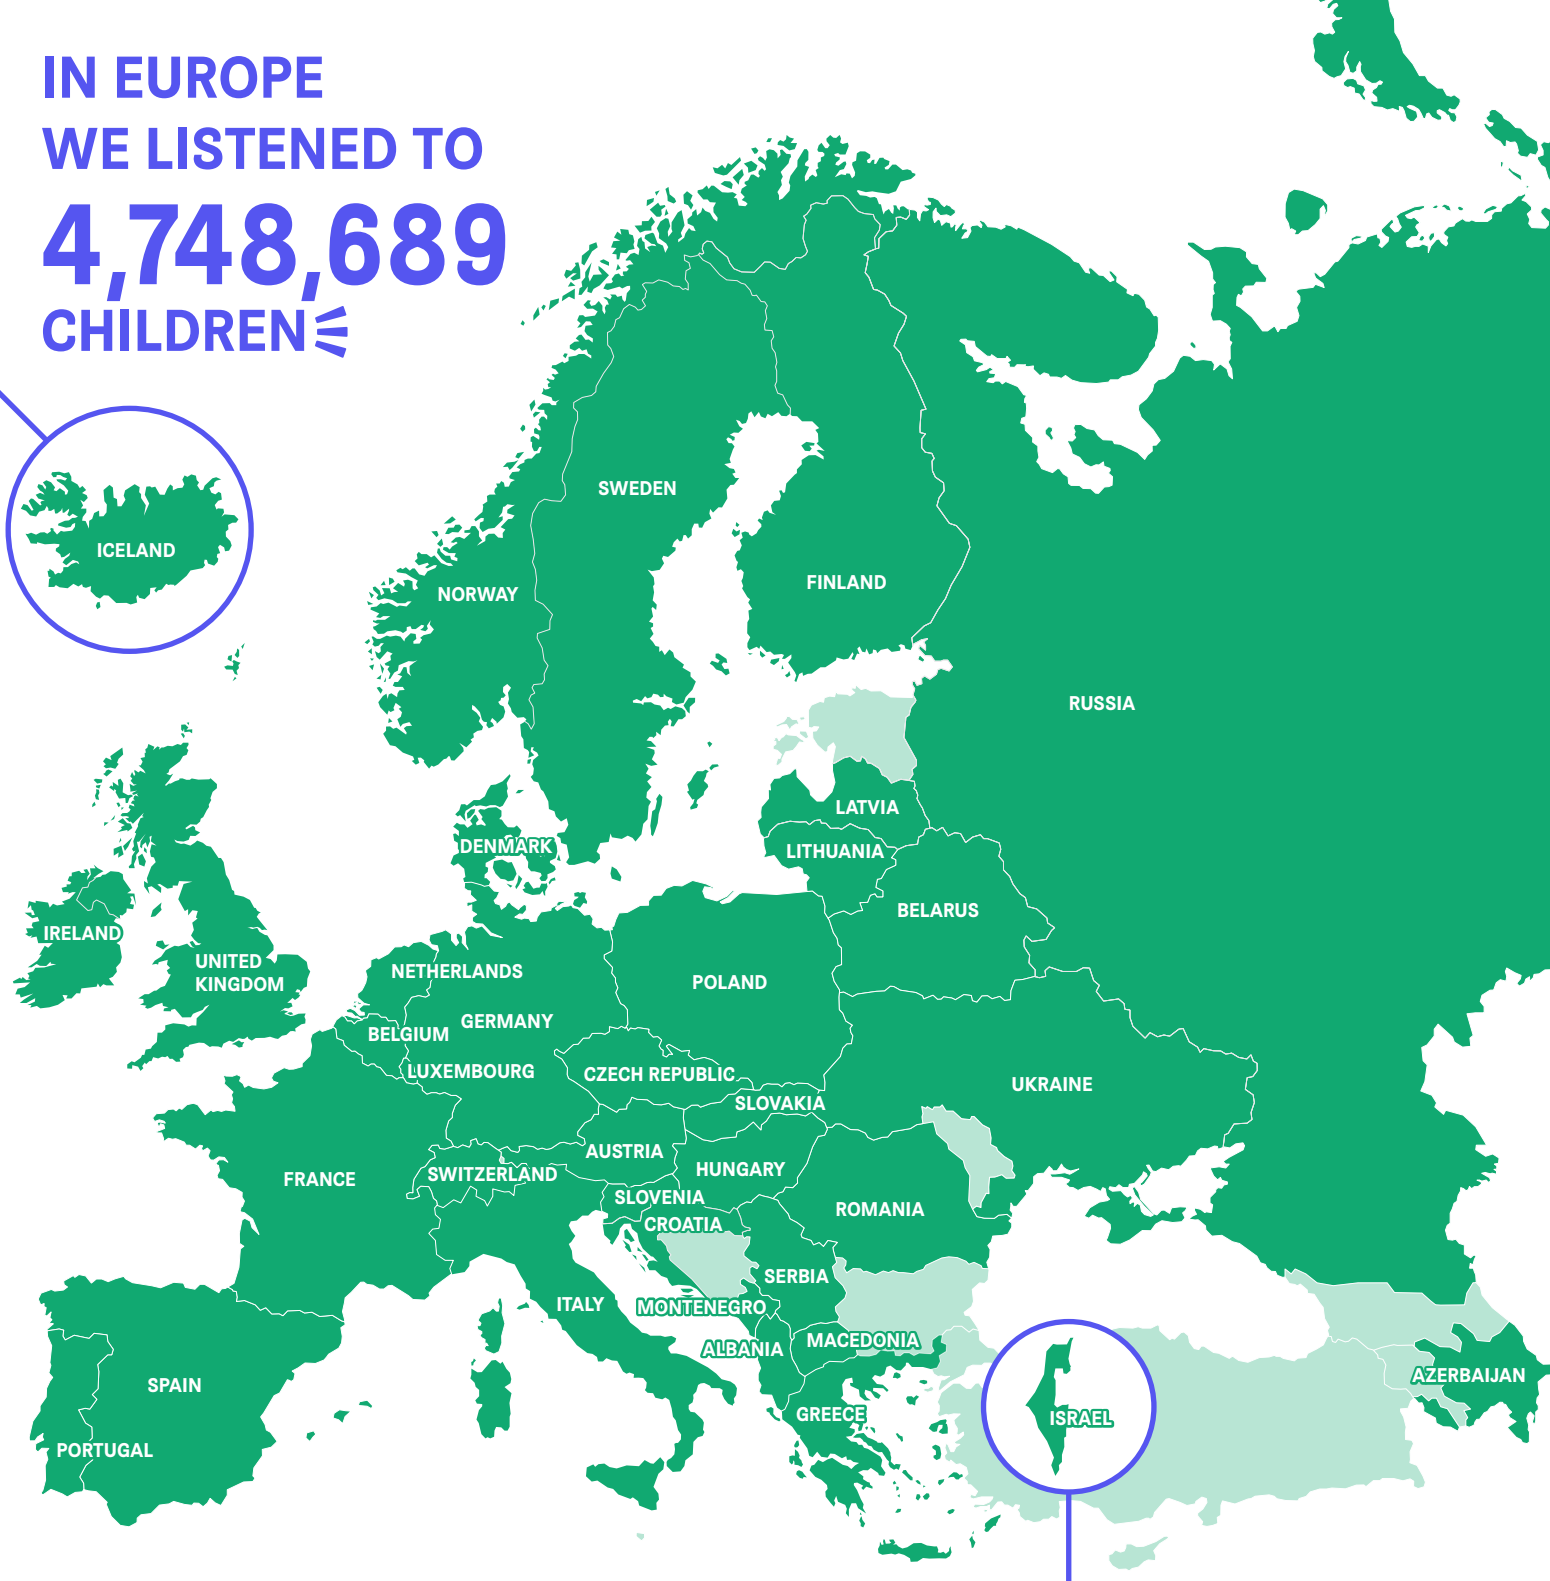 IN EUROPE
WE LISTENED TO
4,748,689
CHILDREN
ICELAND
SWEDEN
NORWAY
FINLAND
RUSSIA
LATVIA
DENMARK
LITHUANIA
BELARUS
IRELAND
UNITED
KINGDOM
NETHERLANDS
POLAND
GERMANY
BELGIUM
LUXEMBOURG
CZECH REPUBLIC
UKRAINE
SLOVAKIA
AUSTRIA
HUNGARY
FRANCE
SWITZERLAND
SLOVENIA
ROMANIA
CROATIA
SERBIA
ITALY
MONTENEGRO
MACEDONIA
ALBANIA
SPAIN
AZERBAIJAN
GREECE
ISRAEL
PORTUGAL